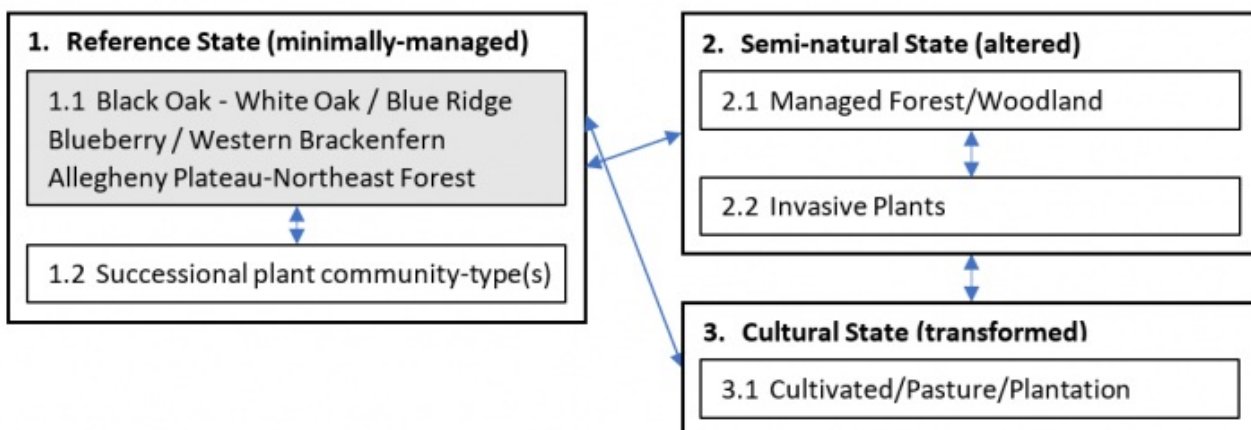 1. Reference State (minimally-managed)
1.1 Black Oak - White Oak / Blue Ridge
Blueberry / Western Brackenfern
Allegheny Plateau-Northeast Forest
1.2 Successional plant community-type(s)
2. Semi-natural State (altered)
2.1 Managed Forest/Woodland
2.2 Invasive Plants
3. Cultural State (transformed)
3.1 Cultivated/Pasture/Plantation